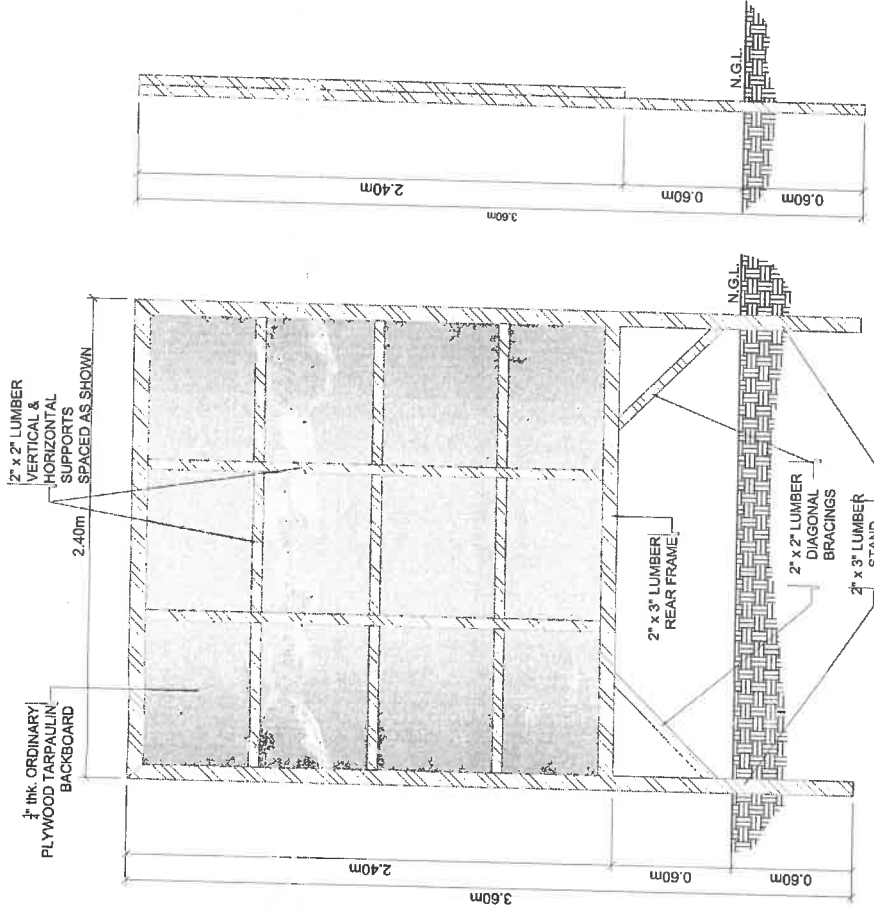 2" x 2" LUMBER
VERTICAL &
HORIZONTAL
SUPPORTS
SPACED AS SHOWN
2.40m
thk. ORDINARY
PLYWOOD TARPAULIN
BACKBOARD
3.60m
2.40m
0.60m
0.60m
2" x 3" LUMBER
REAR FRAME
2" x 2" LUMBER
DIAGONAL
BRACINGS
2" x 3" LUMBER
STAND
N.G.L.
3.60m
2.40m
0.60m
0.60m
N.G.L.